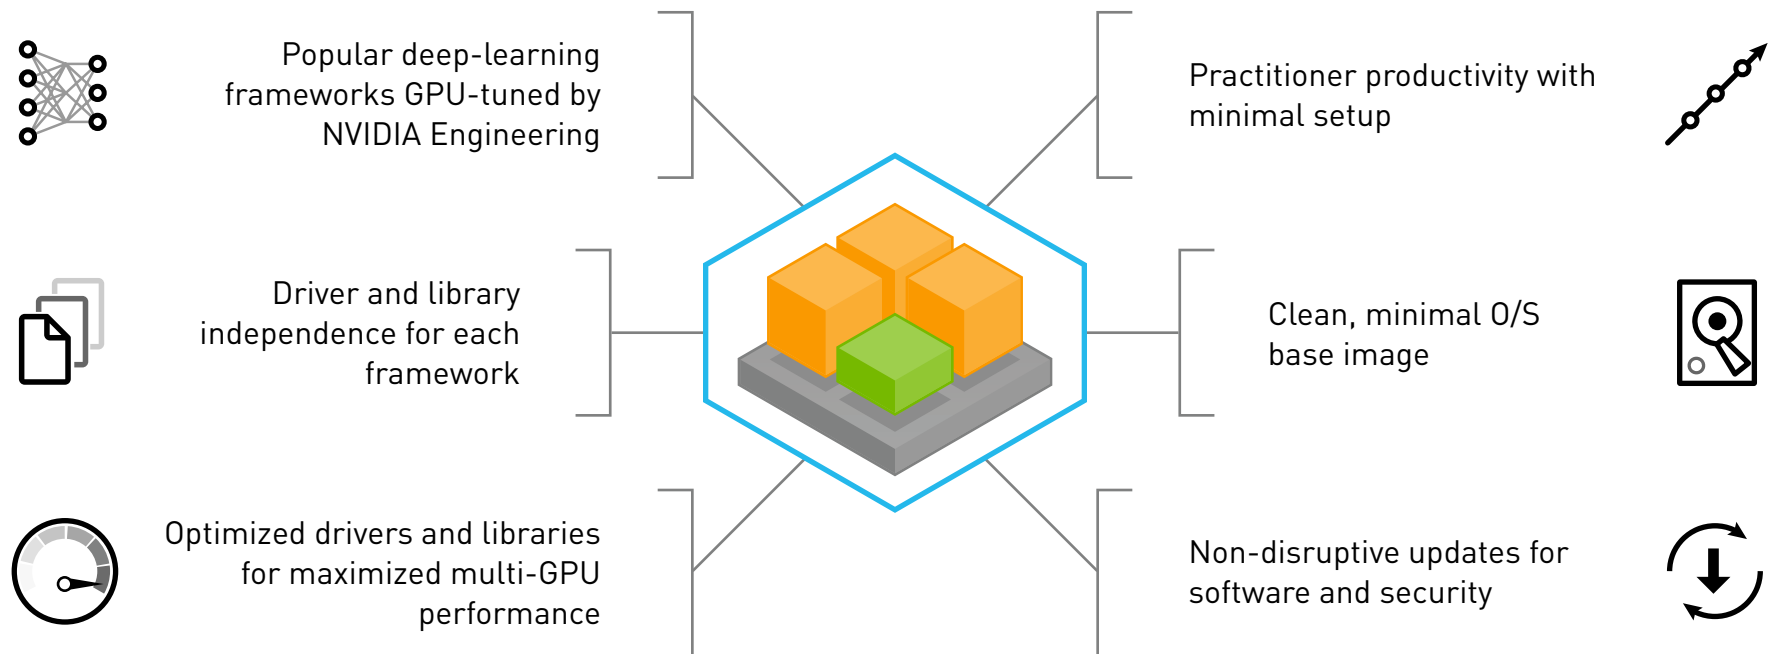 Popular deep-learning
frameworks GPU-tuned by
NVIDIA Engineering
Practitioner productivity with
minimal setup
Driver and library
independence for each
framework
Clean, minimal O/S
base image
Optimized drivers and libraries
for maximized multi-GPU
performance
Non-disruptive updates for
software and security